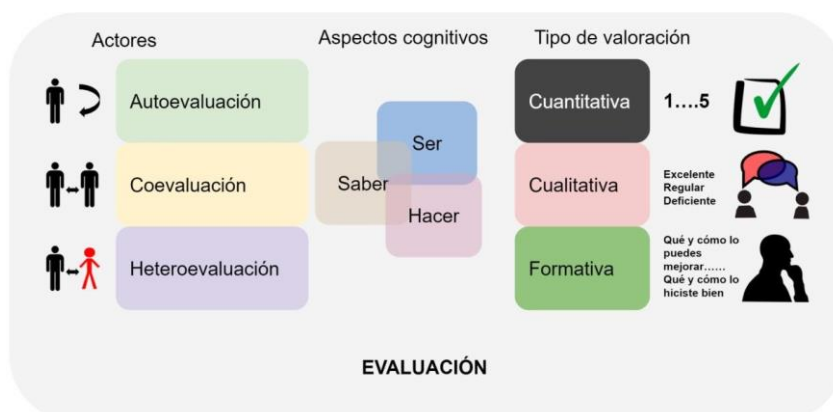 Actores
Aspectos cognitivos
Tipo de valoración
Autoevaluación
Coevaluación
Heteroevaluación
Ser
Saber
Hacer
Cuantitativa
1....5
Cualitativa
Excelente
Regular
Deficiente
Formativa
Qué y cómo lo
puedes
mejorar......
Qué y cómo lo
hiciste bien
EVALUACIÓN